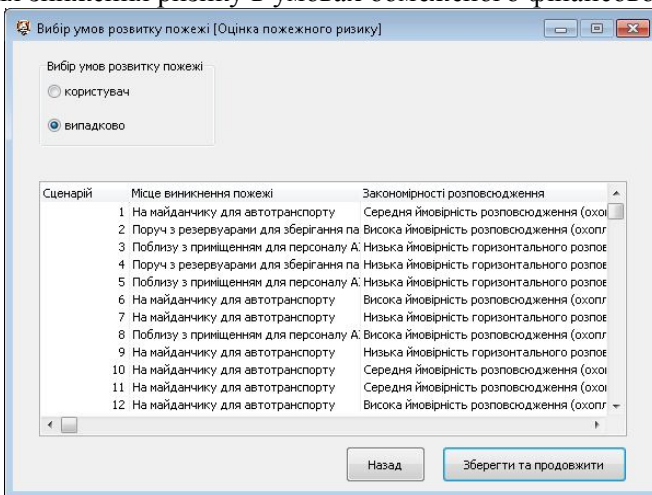 зниження ризику в умовах обмеженого фінансово
Вибір умов розвитку пожежі [Оцінка пожежного ризику]
Вибір умов розвитку пожежі
користувач
випадково
Сценарій Місце виникнення пожежі Закономірності розповсюдження
1 На майданчику для автотранспорту Середня ймовірність розповсюдження (охо
2 Поруч з резервуарами для зберігання па Висока ймовірність розповсюдження (охопл
3 Поблизу з приміщенням для персоналу А Низька ймовірність горизонтального розпов
4 Поруч з резервуарами для зберігання па Низька ймовірність горизонтального розпов
5 Поблизу з приміщенням для персоналу А Низька ймовірність горизонтального розпов
6 На майданчику для автотранспорту Висока ймовірність розповсюдження (охопл
7 На майданчику для автотранспорту Низька ймовірність горизонтального розпов
8 Поблизу з приміщенням для персоналу А Висока ймовірність розповсюдження (охопл
9 На майданчику для автотранспорту Низька ймовірність горизонтального розпов
10 На майданчику для автотранспорту Середня ймовірність розповсюдження (охо
11 На майданчику для автотранспорту Середня ймовірність розповсюдження (охо
12 На майданчику для автотранспорту Висока ймовірність розповсюдження (охопл
Назад Зберегти та продовжити